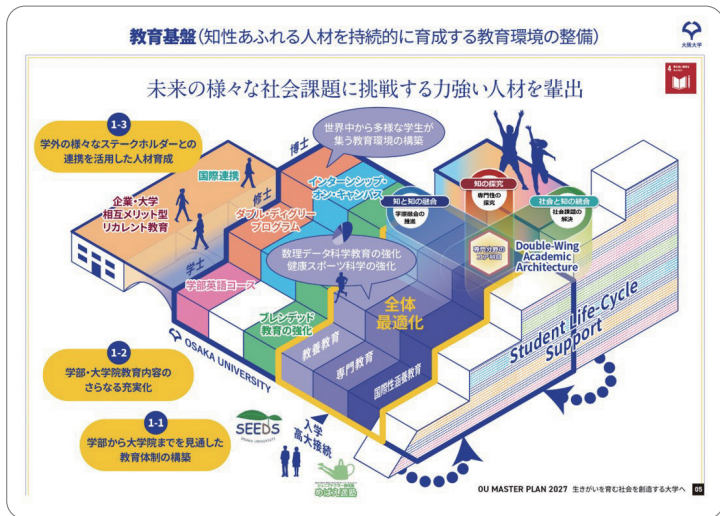 教育基盤(知性あふれる人材を持続的に育成する教育環境の整備)
大阪大学
未来の様々な社会課題に挑戦する力強い人材を輩出
4
1-3
学外の様々なステークホルダーとの
連携を活用した人材育成
世界中から多様な学生が
集う教育環境の構築
博士
修士
学士
国際連携
企業・大学
相互メリット型
リカレント教育
インターンシップ・
オン・キャンパス
ダブル・ディグリー
プログラム
知と知の融合
学際融合の
推進
知の探究
専門性の
探究
社会と知の統合
社会課題の
解決
専門分野の
コア科目
Double-Wing
Academic
Architecture
数理データ科学教育の強化
健康スポーツ科学の強化
学部英語コース
ブレンデッド
教育の強化
全体
最適化
教養教育
専門教育
国際性涵養教育
OSAKA UNIVERSITY
Student Life-Cycle
Support
1-2
学部・大学院教育内容の
さらなる充実化
1-1
学部から大学院までを見通した
教育体制の構築
SEEDS
OSAKA UNIVERSITY
入学
高大接続
めばえ適塾
OU MASTER PLAN 2027 生きがいを育む社会を創造する大学へ 05